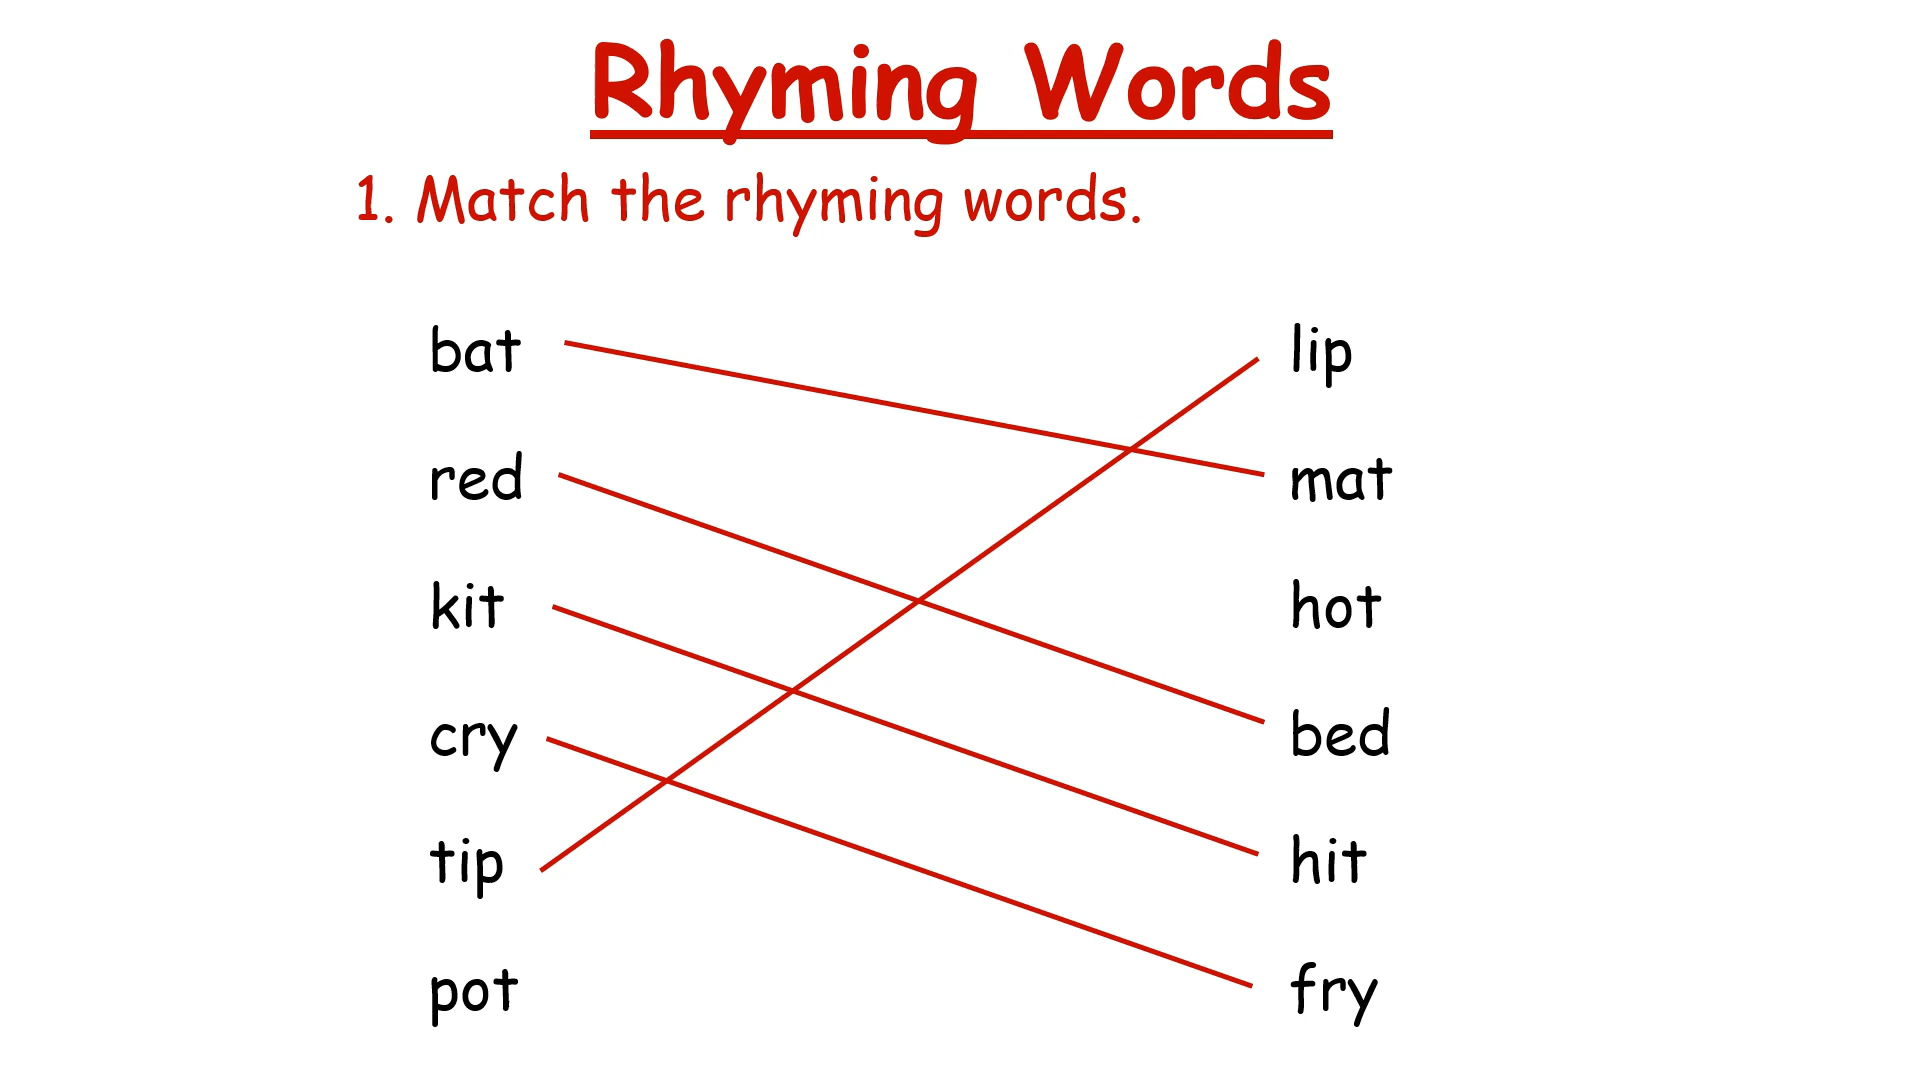 Rhyming Words
1. Match the rhyming words.
bat lip
red mat
kit hot
cry bed
tip hit
pot fry